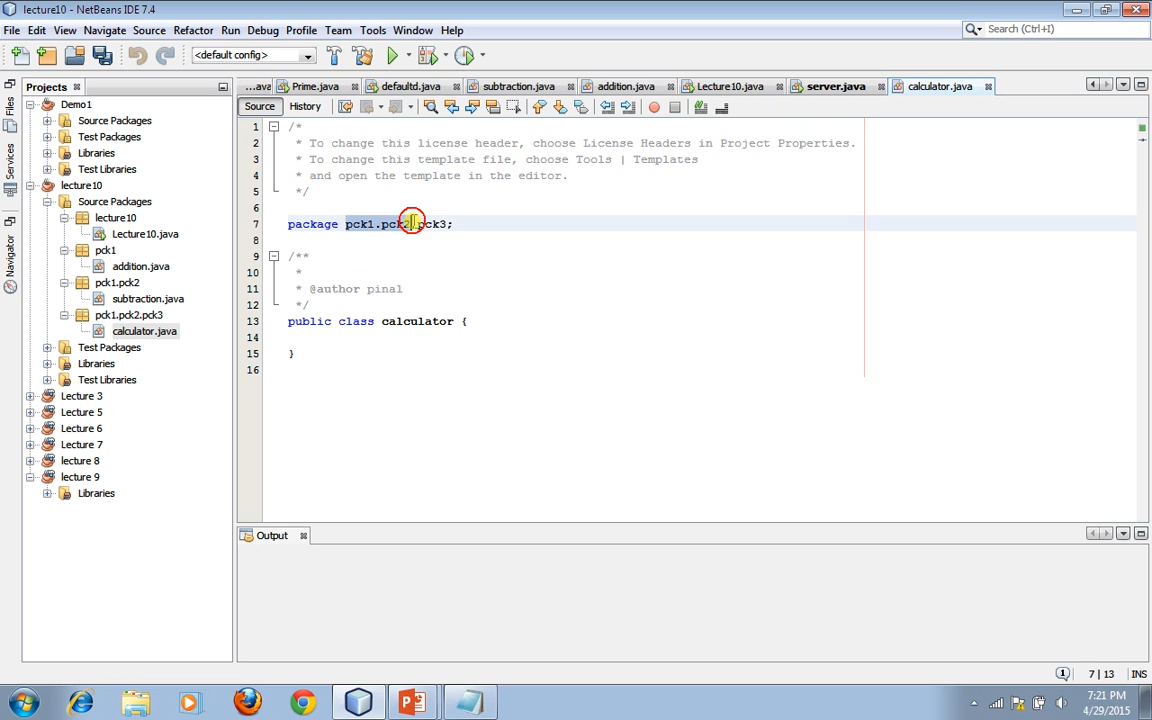 lecture10 - NetBeans IDE 7.4
File Edit View Navigate Source Refactor Run Debug Profile Team Tools Window Help
Search (Ctrl+I)
<default config>
Projects
...ava Prime.java defaultd.java subtraction.java addition.java Lecture10.java server.java calculator.java
Source History
Files
Services
Navigator
Demo1
Source Packages
Test Packages
Libraries
Test Libraries
lecture10
Source Packages
lecture10
Lecture10.java
pck1
addition.java
pck1.pck2
subtraction.java
pck1.pck2.pck3
calculator.java
Test Packages
Libraries
Test Libraries
Lecture 3
Lecture 5
Lecture 6
Lecture 7
lecture 8
lecture 9
Libraries
1 /*
2 * To change this license header, choose License Headers in Project Properties.
3 * To change this template file, choose Tools | Templates
4 * and open the template in the editor.
5 */
6
7 package pck1.pck2.pck3;
8
9 /**
10 *
11 * @author pinal
12 */
13 public class calculator {
14
15 }
16
Output
1 7 | 13 INS
7:21 PM
4/29/2015